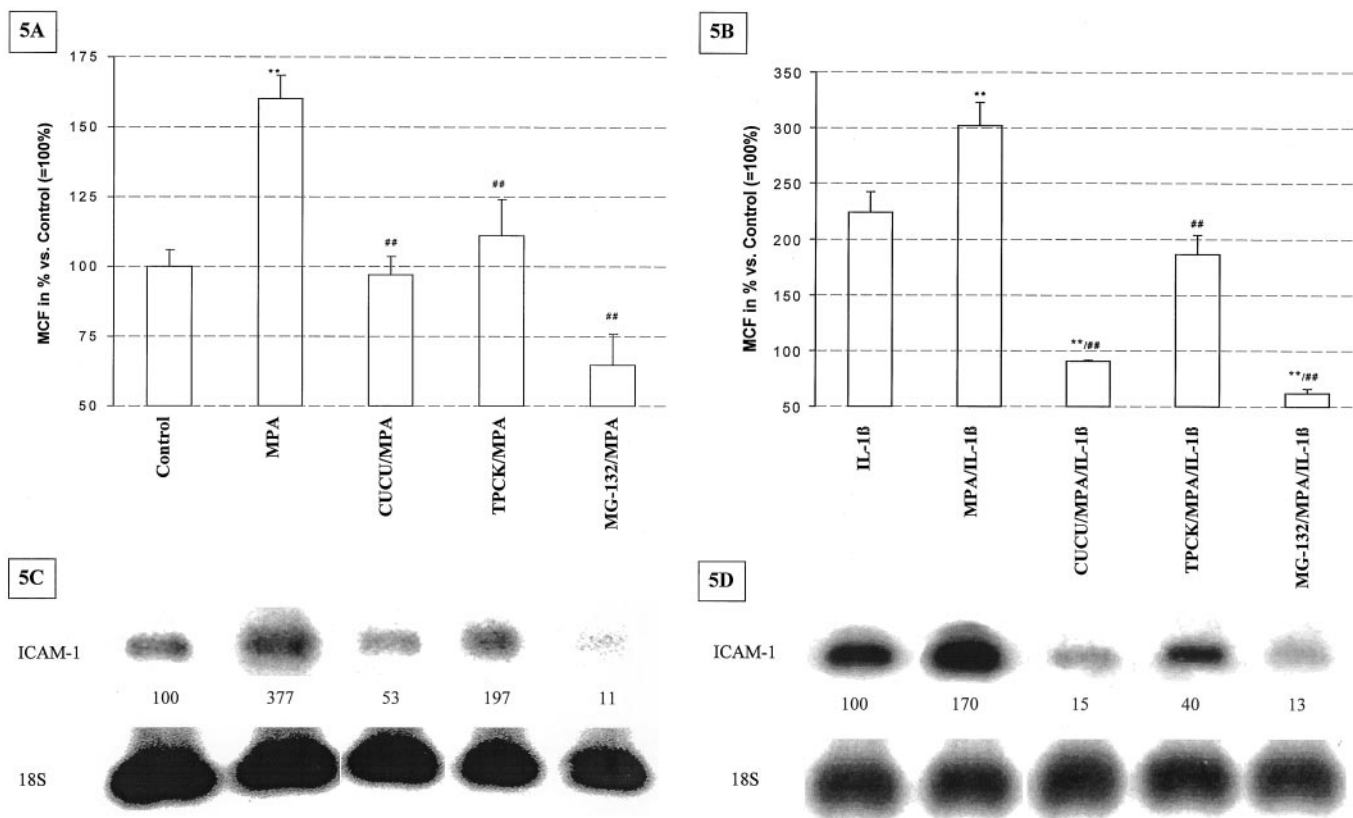 5A
175
150
125
100
75
50
MCF in % vs. Control (=100%)
**
##
##
##
Control
MPA
CUCU/MPA
TPCK/MPA
MG-132/MPA
5B
350
300
250
200
150
100
50
MCF in % vs. Control (=100%)
**
**/##
##
**/##
IL-1ß
MPA/IL-1ß
CUCU/MPA/IL-1ß
TPCK/MPA/IL-1ß
MG-132/MPA/IL-1ß
5C
ICAM-1
100 377 53 197 11
18S
5D
ICAM-1
100 170 15 40 13
18S